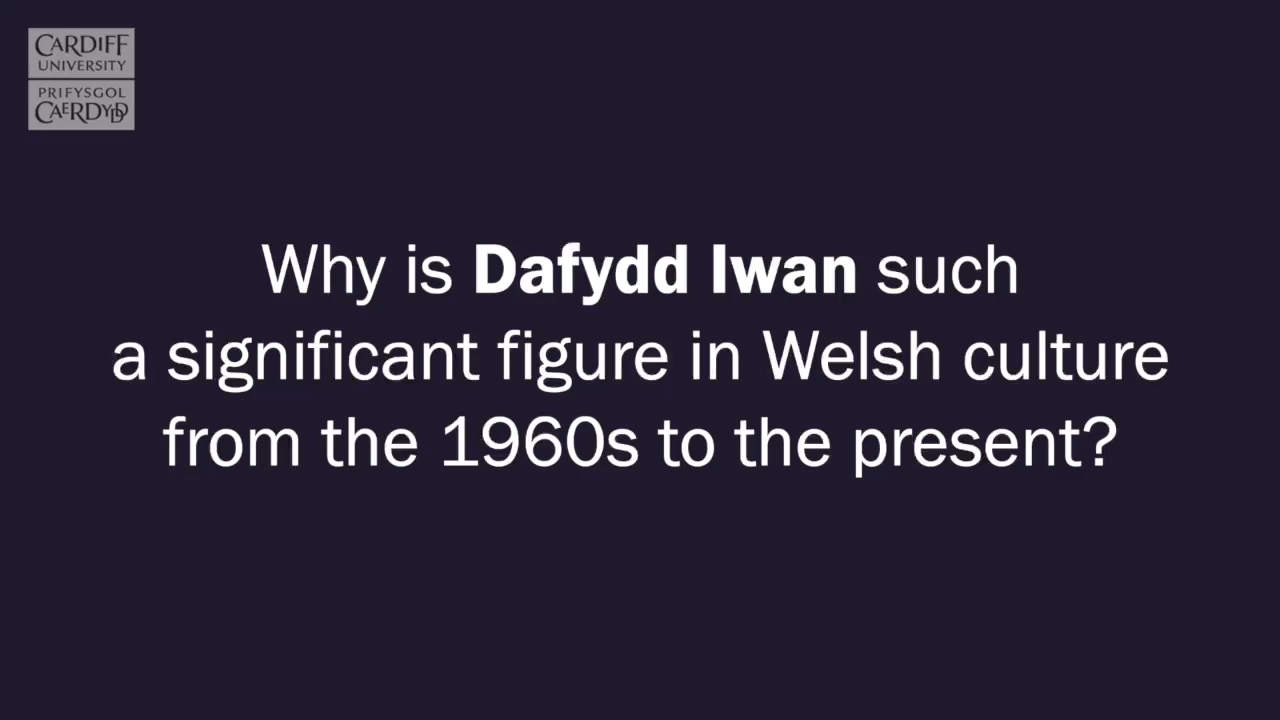 CARDIFF
UNIVERSITY
PRIFYSGOL
CAERDYDD
Why is Dafydd Iwan such
a significant figure in Welsh culture
from the 1960s to the present?